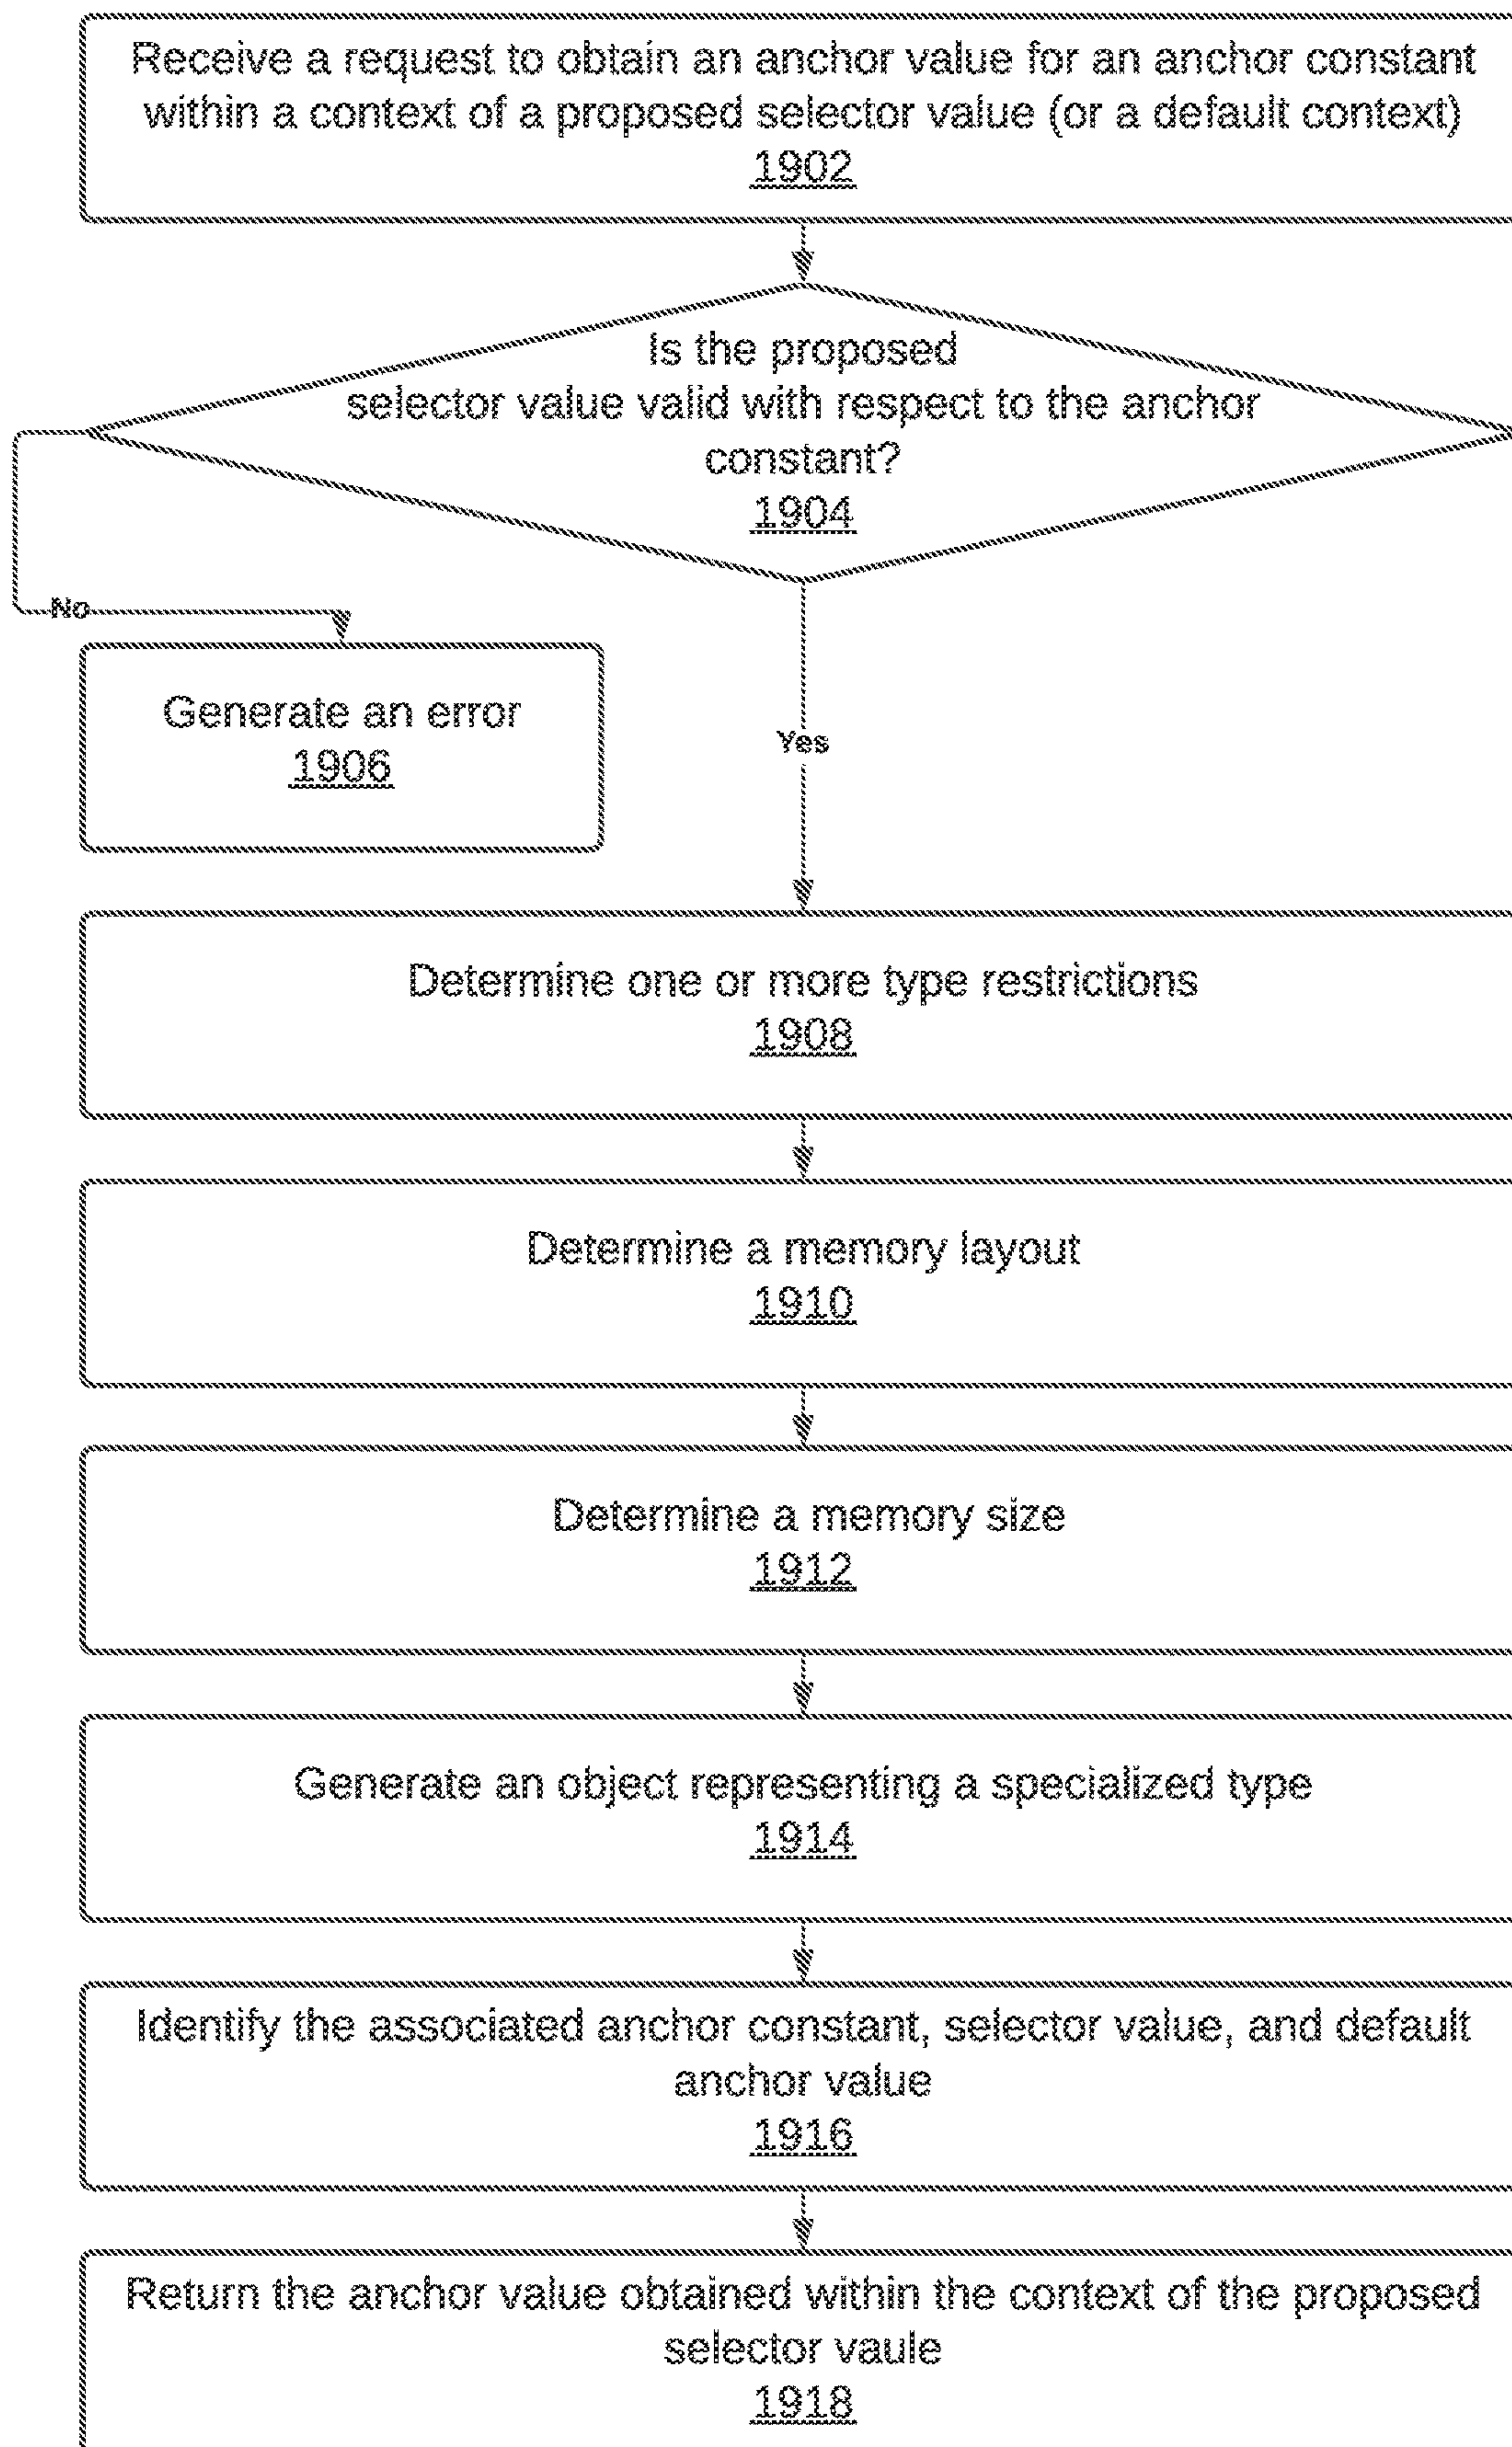 Receive a request to obtain an anchor value for an anchor constant
within a context of a proposed selector value (or a default context)
1902
Is the proposed
selector value valid with respect to the anchor
constant?
1904
No
Generate an error
1906
Yes
Determine one or more type restrictions
1908
Determine a memory layout
1910
Determine a memory size
1912
Generate an object representing a specialized type
1914
Identify the associated anchor constant, selector value, and default
anchor value
1916
Return the anchor value obtained within the context of the proposed
selector vaule
1918